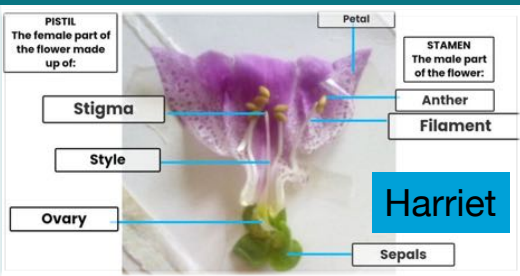 PISTIL
The female part of
the flower made
up of:
Petal
STAMEN
The male part
of the flower:
Stigma
Anther
Filament
Style
Ovary
Harriet
Sepals